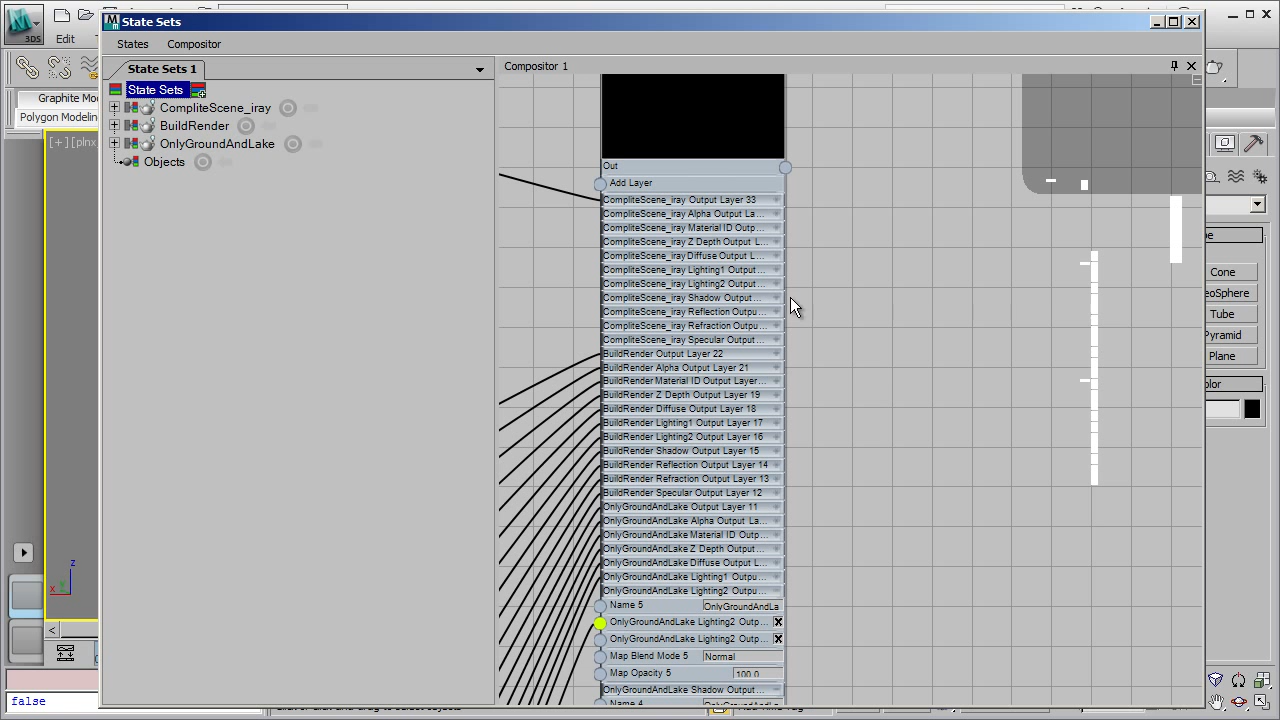 State Sets
3DS
Edit
States
Compositor
State Sets 1
Compositor 1
State Sets
CompliteScene_iray
BuildRender
OnlyGroundAndLake
Objects
Polygon Modelin
false
z
x
Out
Add Layer
CompliteScene_iray Output Layer 33
CompliteScene_iray Alpha Output La...
CompliteScene_iray Material ID Outp...
CompliteScene_iray Z Depth Output L...
CompliteScene_iray Diffuse Output L...
CompliteScene_iray Lighting1 Output...
CompliteScene_iray Lighting2 Output...
CompliteScene_iray Shadow Output...
CompliteScene_iray Reflection Outpu...
CompliteScene_iray Refraction Outpu...
CompliteScene_iray Specular Output...
BuildRender Output Layer 22
BuildRender Alpha Output Layer 21
BuildRender Material ID Output Layer...
BuildRender Z Depth Output Layer 19
BuildRender Diffuse Output Layer 18
BuildRender Lighting1 Output Layer 17
BuildRender Lighting2 Output Layer 16
BuildRender Shadow Output Layer 15
BuildRender Reflection Output Layer 14
BuildRender Refraction Output Layer 13
BuildRender Specular Output Layer 12
OnlyGroundAndLake Output Layer 11
OnlyGroundAndLake Alpha Output La...
OnlyGroundAndLake Material ID Outp...
OnlyGroundAndLake Z Depth Output...
OnlyGroundAndLake Diffuse Output L...
OnlyGroundAndLake Lighting1 Outpu...
OnlyGroundAndLake Lighting2 Outpu...
Name 5 OnlyGroundAndLa
OnlyGroundAndLake Lighting2 Outp...
OnlyGroundAndLake Lighting2 Outp...
Map Blend Mode 5 Normal
Map Opacity 5 100.0
OnlyGroundAndLake Shadow Output...
Name 4
Cone
eoSphere
Tube
Pyramid
Plane
olor